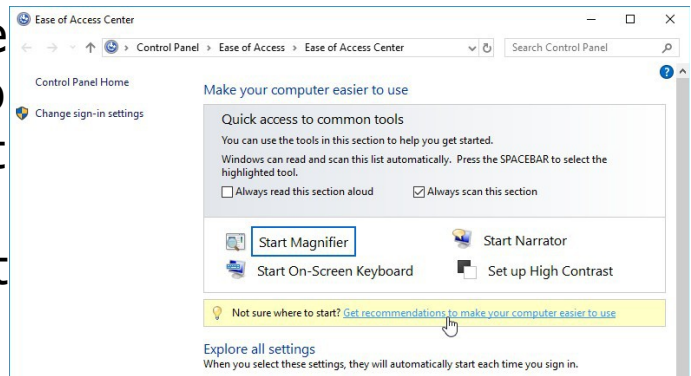 Ease of Access Center
Control Panel > Ease of Access > Ease of Access Center
Search Control Panel
Control Panel Home
Change sign-in settings
Make your computer easier to use
Quick access to common tools
You can use the tools in this section to help you get started.
Windows can read and scan this list automatically. Press the SPACEBAR to select the
highlighted tool.
Always read this section aloud
Always scan this section
Start Magnifier
Start Narrator
Start On-Screen Keyboard
Set up High Contrast
Not sure where to start? Get recommendations to make your computer easier to use
Explore all settings
When you select these settings, they will automatically start each time you sign in.